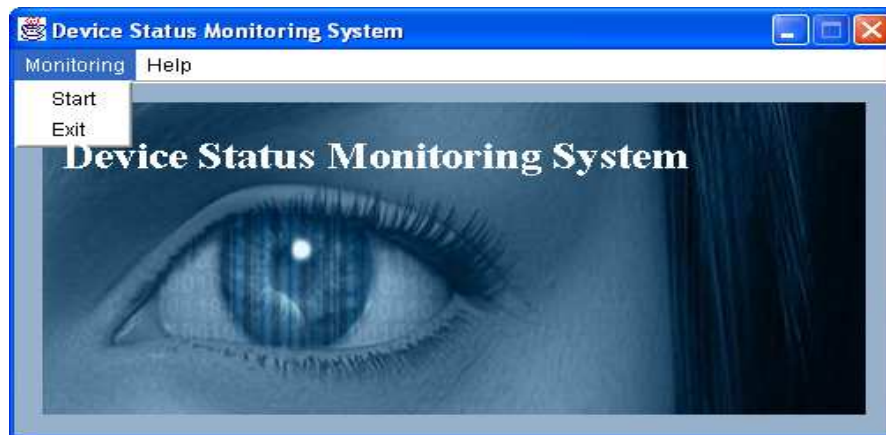 Device Status Monitoring System
Monitoring Help
Start
Exit
Device Status Monitoring System